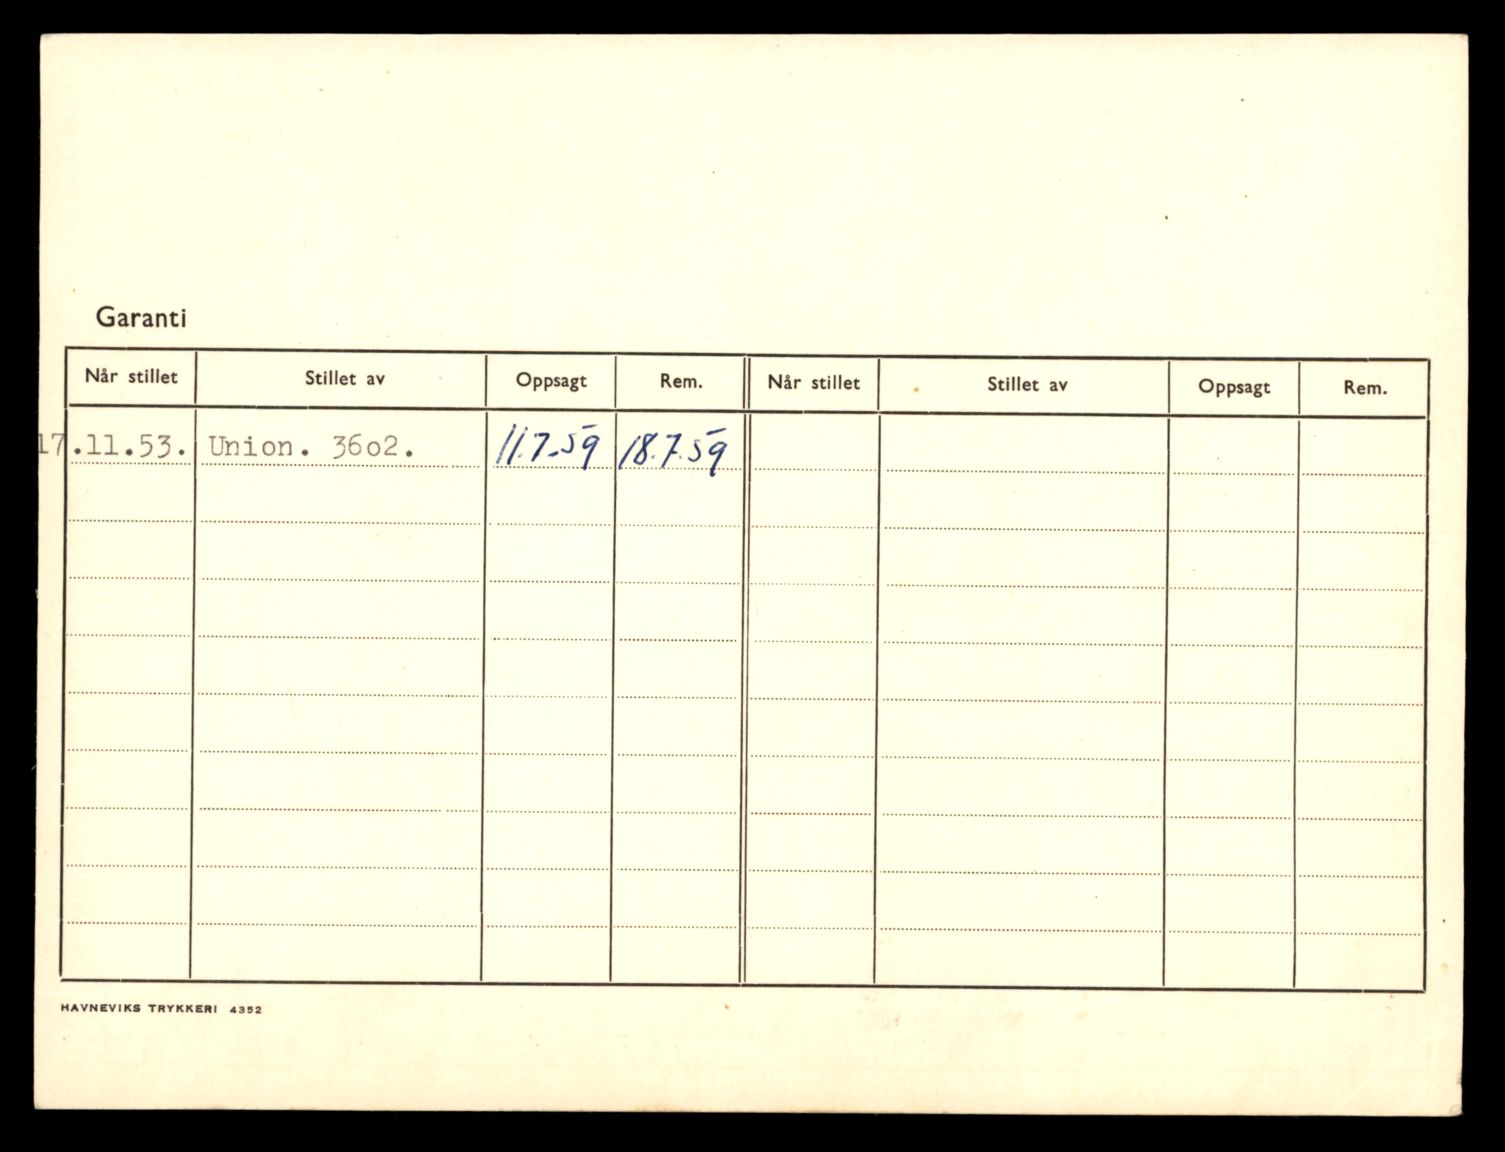 Garanti
Når stillet Stillet av Oppsagt Rem. Når stillet Stillet av Oppsagt Rem.
17.11.53. Union. 36o2. 11.7.59 18.7.59
HAVNEVIKS TRYKKERI 4352